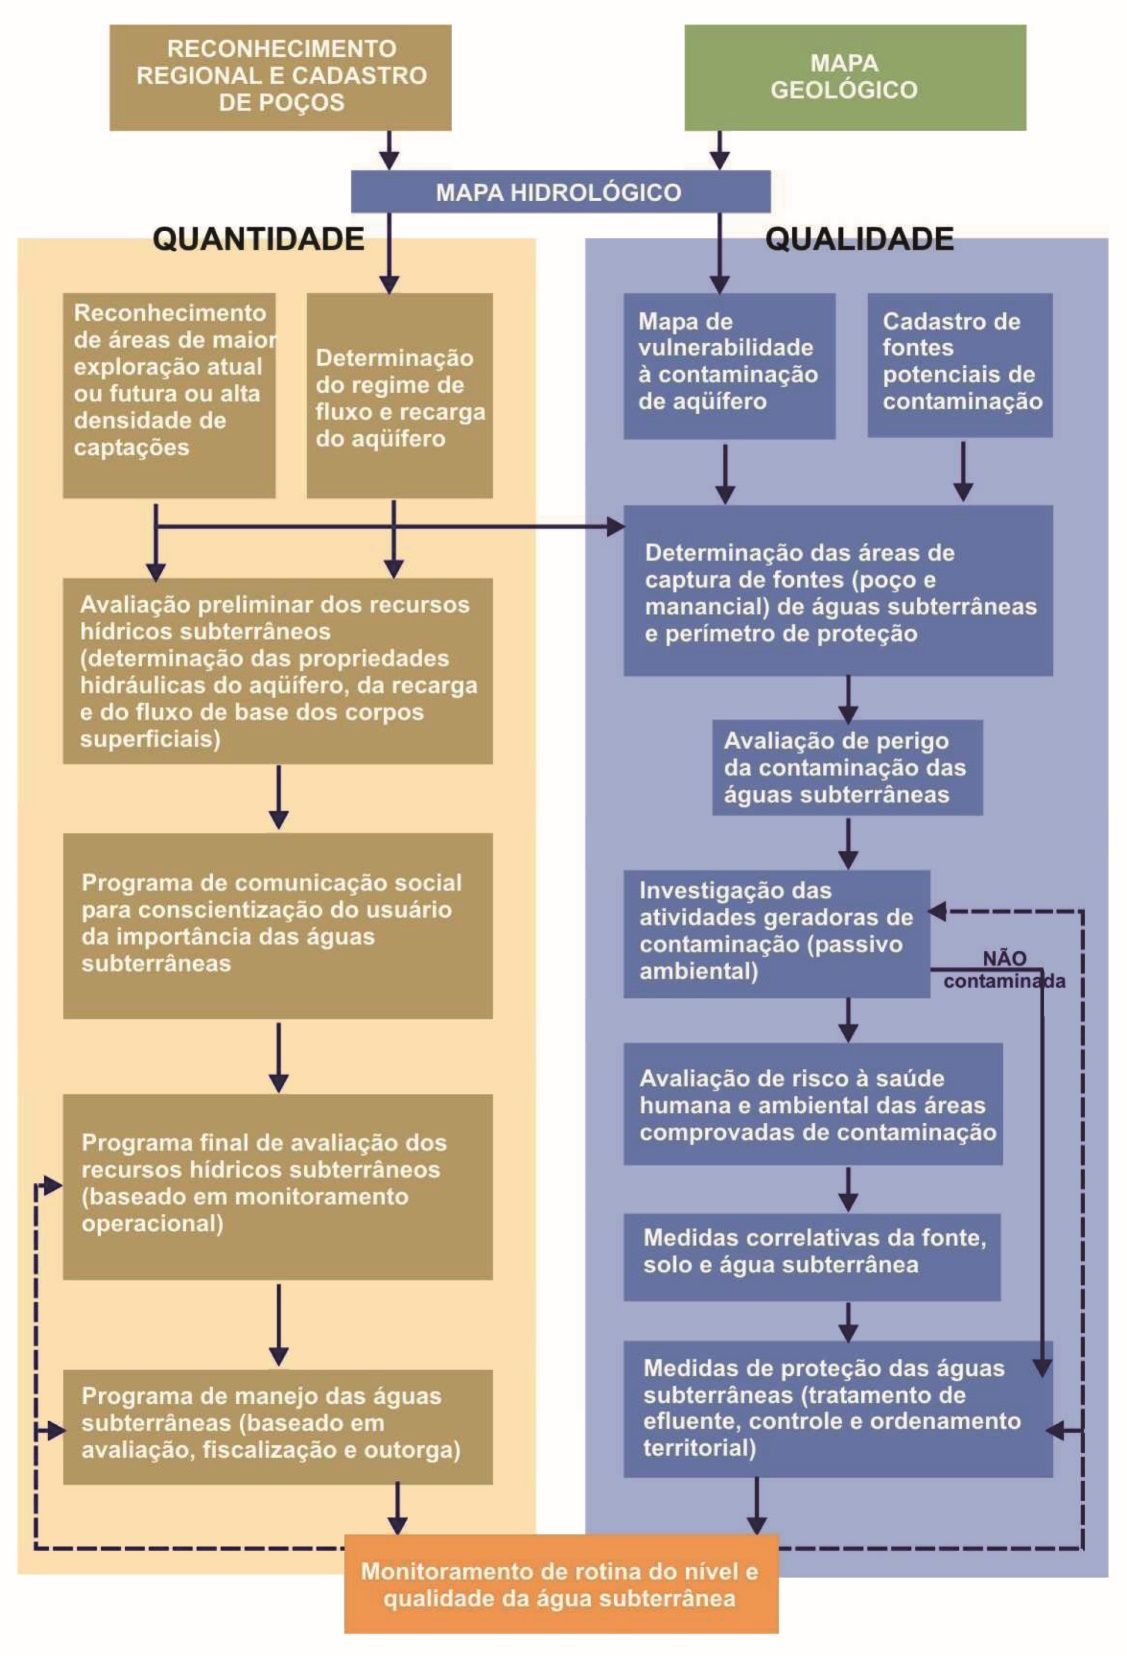 RECONHECIMENTO
REGIONAL E CADASTRO
DE POÇOS
MAPA
GEOLÓGICO
MAPA HIDROLÓGICO
QUANTIDADE
QUALIDADE
Reconhecimento
de áreas de maior
exploração atual
ou futura ou alta
densidade de
captações
Determinação
do regime de
fluxo e recarga
do aqüífero
Mapa de
vulnerabilidade
à contaminação
de aqüífero
Cadastro de
fontes
potenciais de
contaminação
Avaliação preliminar dos recursos
hídricos subterrâneos
(determinação das propriedades
hidráulicas do aqüífero, da recarga
e do fluxo de base dos corpos
superficiais)
Programa de comunicação social
para conscientização do usuário
da importância das águas
subterrâneas
Programa final de avaliação dos
recursos hídricos subterrâneos
(baseado em monitoramento
operacional)
Programa de manejo das águas
subterrâneas (baseado em
avaliação, fiscalização e outorga)
Determinação das áreas de
captura de fontes (poço e
manancial) de águas subterrâneas
e perímetro de proteção
Avaliação de perigo
da contaminação das
águas subterrâneas
Investigação das
atividades geradoras de
contaminação (passivo
ambiental)
NÃO
contaminada
Avaliação de risco à saúde
humana e ambiental das áreas
comprovadas de contaminação
Medidas correlativas da fonte,
solo e água subterrânea
Medidas de proteção das águas
subterrâneas (tratamento de
efluente, controle e ordenamento
territorial)
Monitoramento de rotina do nível e
qualidade da água subterrânea